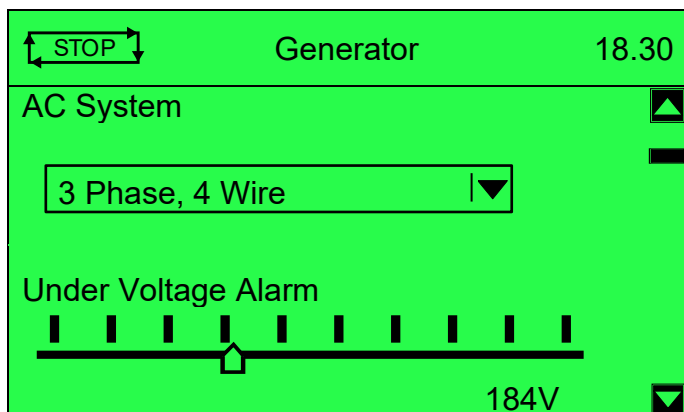 STOP Generator 18.30
AC System
3 Phase, 4 Wire
Under Voltage Alarm
184V